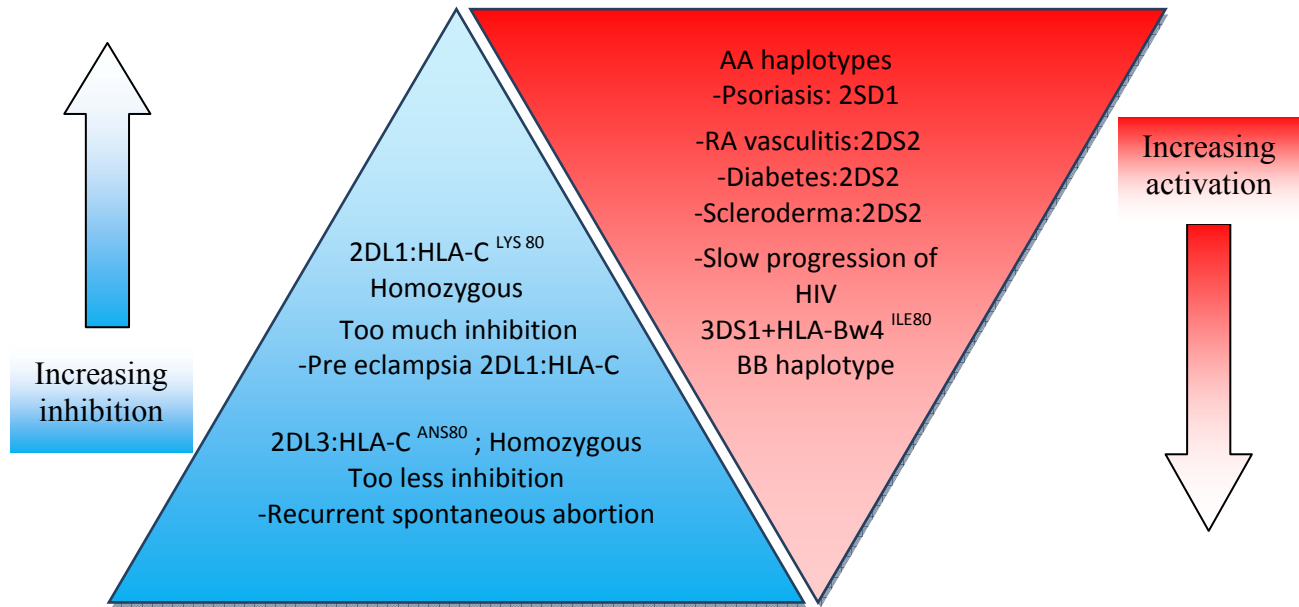 Increasing
inhibition
2DL1:HLA-C LYS 80
Homozygous
Too much inhibition
-Pre eclampsia 2DL1:HLA-C
2DL3:HLA-C ANS80 ; Homozygous
Too less inhibition
-Recurrent spontaneous abortion
AA haplotypes
-Psoriasis: 2SD1
-RA vasculitis:2DS2
-Diabetes:2DS2
-Scleroderma:2DS2
-Slow progression of
HIV
3DS1+HLA-Bw4 ILE80
BB haplotype
Increasing
activation